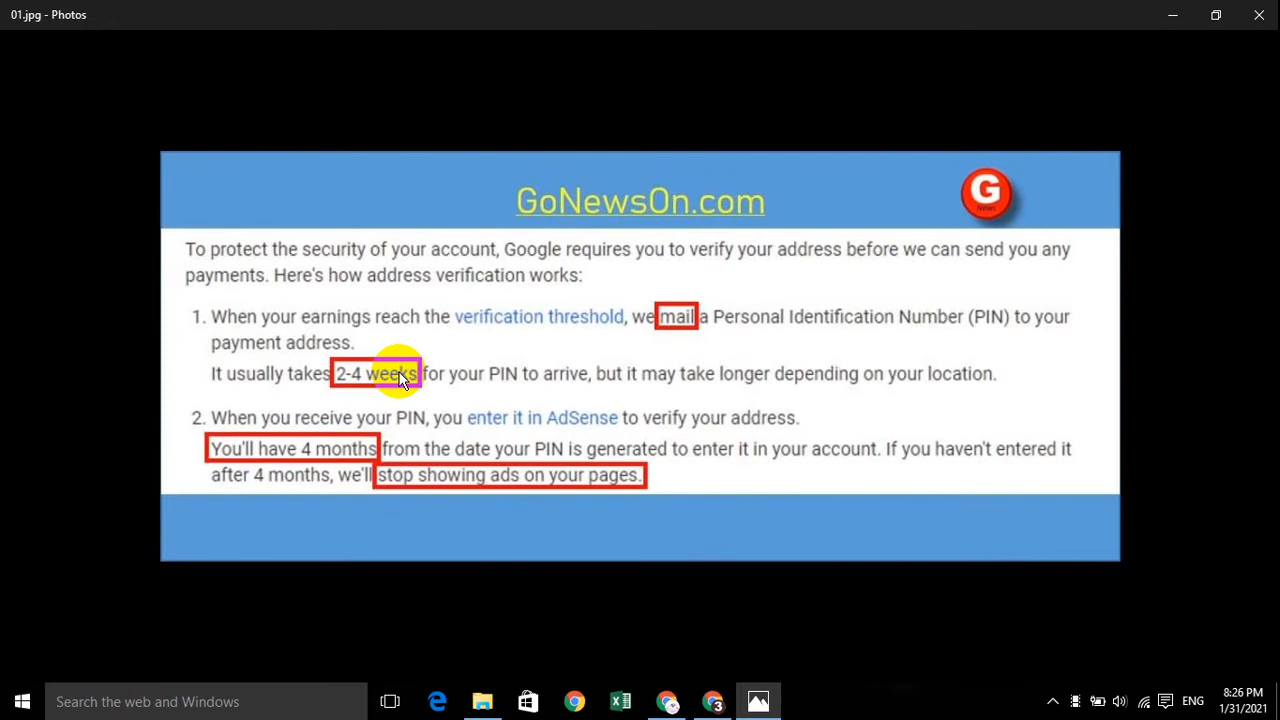 01.jpg - Photos
GoNewsOn.com
G
News
To protect the security of your account, Google requires you to verify your address before we can send you any
payments. Here's how address verification works:
1. When your earnings reach the verification threshold, we mail a Personal Identification Number (PIN) to your
payment address.
It usually takes 2-4 weeks for your PIN to arrive, but it may take longer depending on your location.
2. When you receive your PIN, you enter it in AdSense to verify your address.
You'll have 4 months from the date your PIN is generated to enter it in your account. If you haven't entered it
after 4 months, we'll stop showing ads on your pages.
Search the web and Windows
3
ENG
8:26 PM
1/31/2021